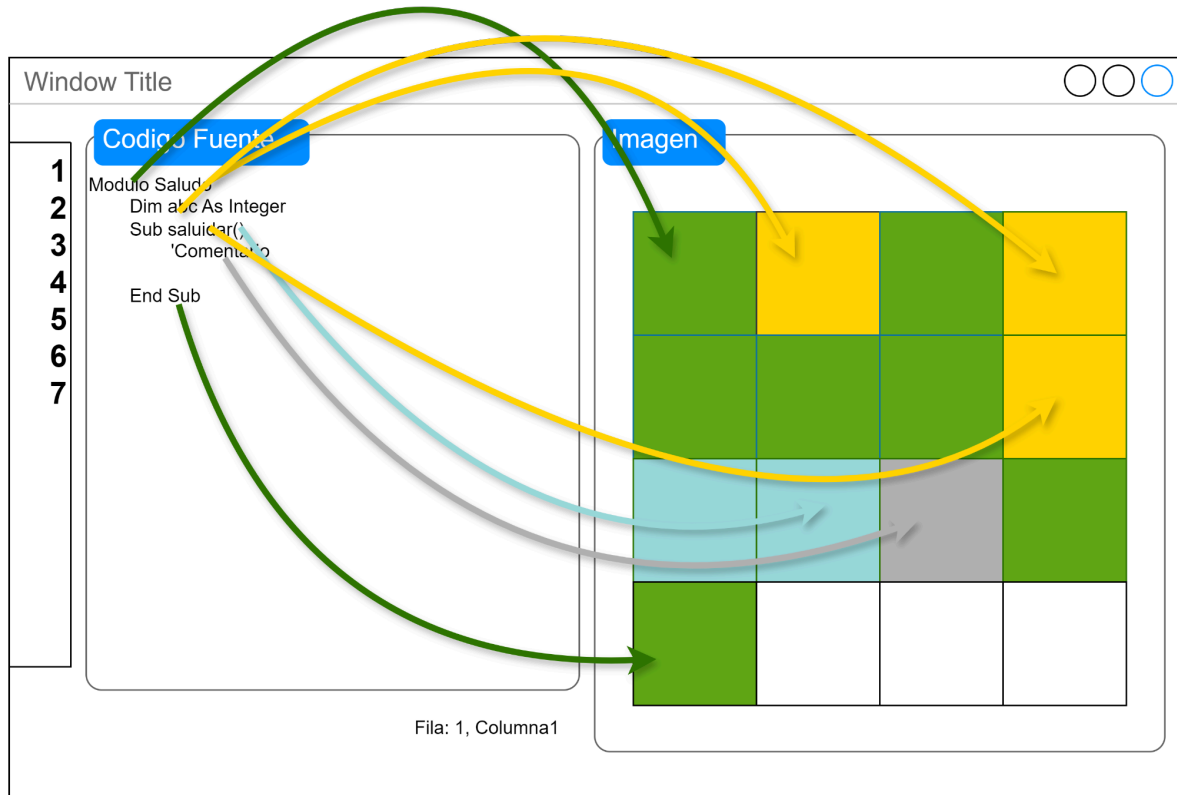 Window Title
Codigo Fuente
Imagen
1
2
3
4
5
6
7
Modulo Saludo
Dim abc As Integer
Sub saluidar()
'Comentario
End Sub
Fila: 1, Columna1